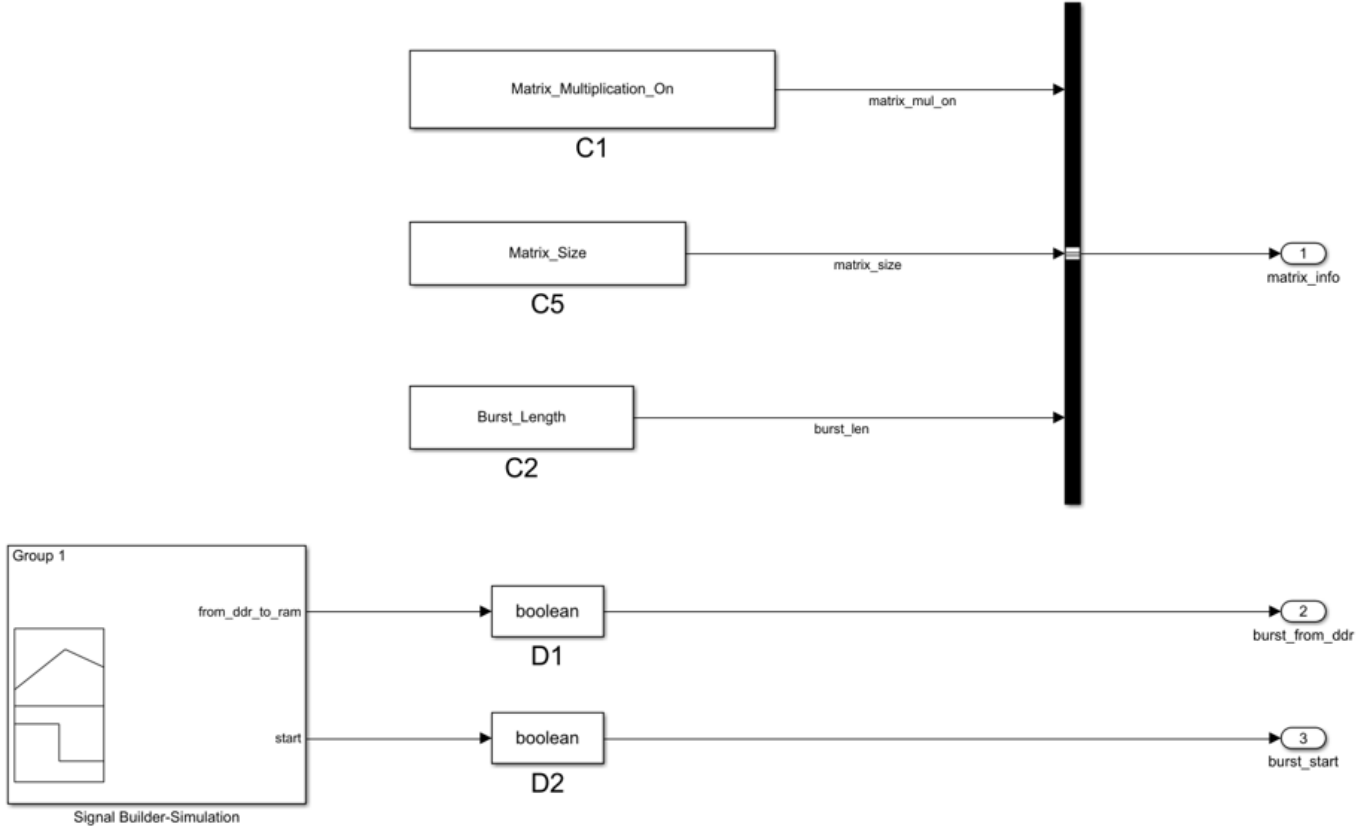 Matrix_Multiplication_On
matrix_mul_on
C1
Matrix_Size
matrix_size
1
matrix_info
C5
Burst_Length
burst_len
C2
Group 1
from_ddr_to_ram
boolean
2
burst_from_ddr
D1
start
boolean
3
burst_start
D2
Signal Builder-Simulation